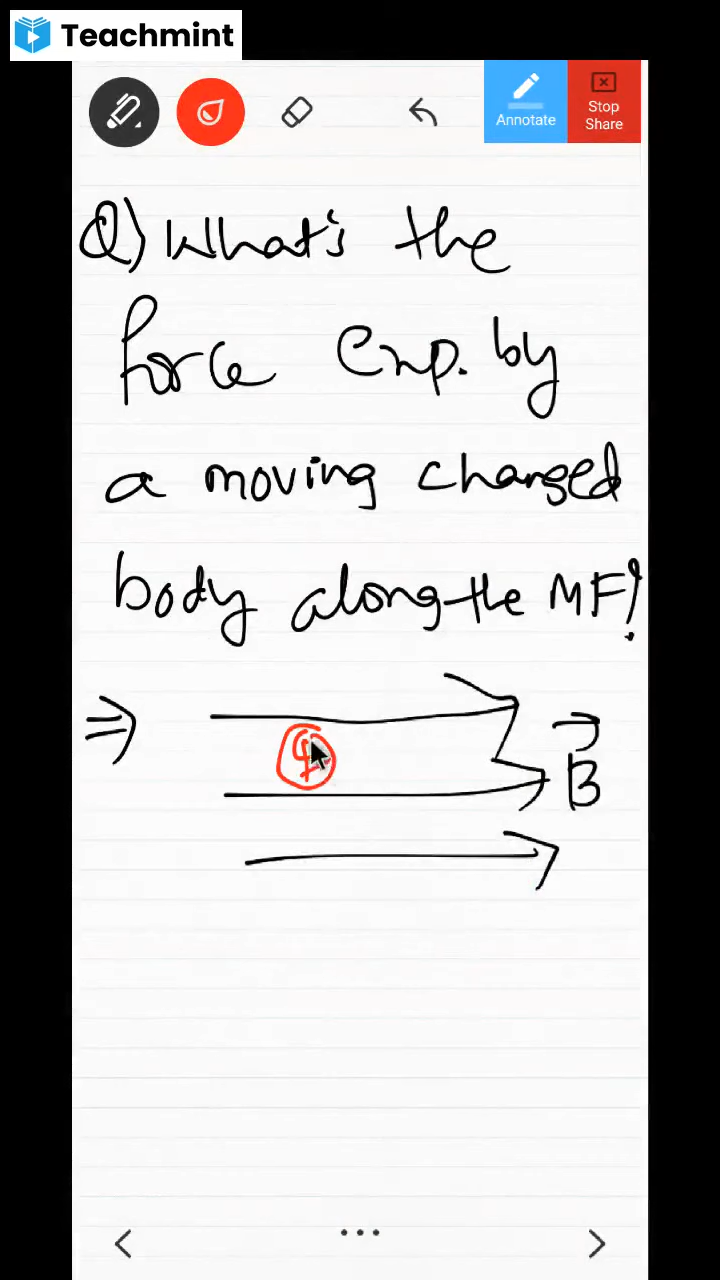 Teachmint
Annotate
Stop
Share
Q) What's the
force exp. by
a moving charged
body along the MF?
⇒
q
B